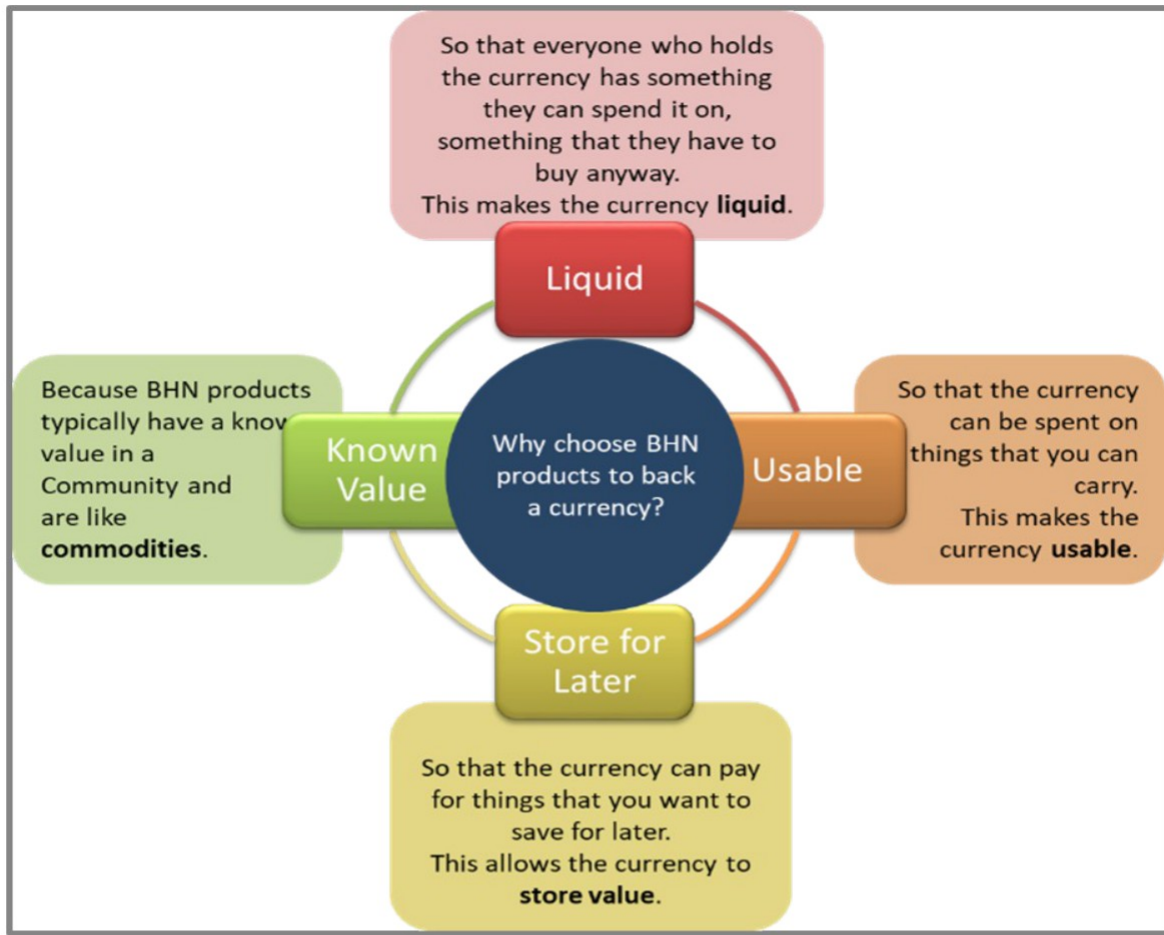 So that everyone who holds
the currency has something
they can spend it on,
something that they have to
buy anyway.
This makes the currency liquid.
Liquid
Because BHN products
typically have a know
value in a
Community and
are like
commodities.
Known
Value
Why choose BHN
products to back
a currency?
Usable
So that the currency
can be spent on
things that you can
carry.
This makes the
currency usable.
Store for
Later
So that the currency can pay
for things that you want to
save for later.
This allows the currency to
store value.